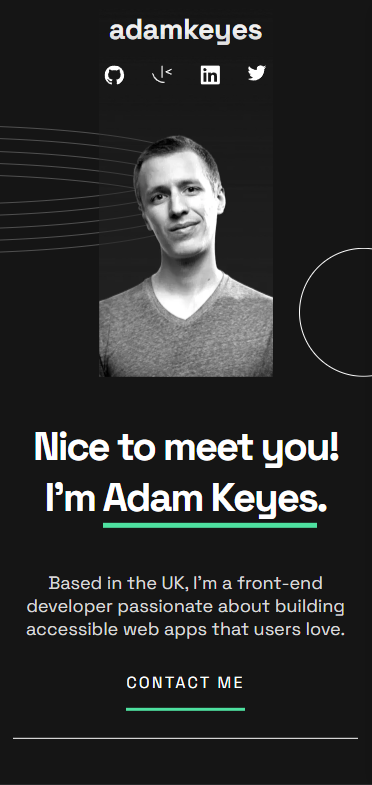 adamkeyes
Nice to meet you!
I'm Adam Keyes.
Based in the UK, I'm a front-end
developer passionate about building
accessible web apps that users love.
CONTACT ME